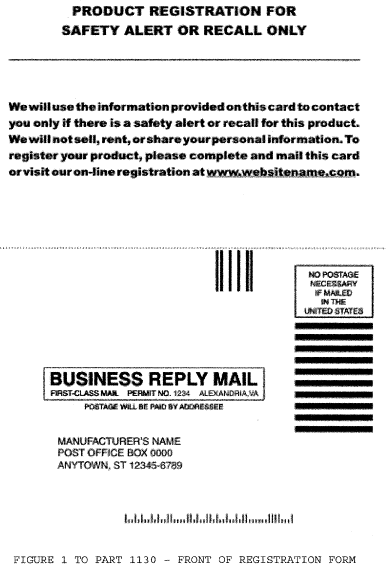 PRODUCT REGISTRATION FOR
SAFETY ALERT OR RECALL ONLY
We will use the information provided on this card to contact
you only if there is a safety alert or recall for this product.
We will not sell, rent, or share your personal information. To
register your product, please complete and mail this card
or visit our on-line registration at www.websitename.com.
NO POSTAGE
NECESSARY
IF MAILED
IN THE
UNITED STATES
BUSINESS REPLY MAIL
FIRST-CLASS MAIL PERMIT NO. 1234 ALEXANDRIA,VA
POSTAGE WILL BE PAID BY ADDRESSEE
MANUFACTURER'S NAME
POST OFFICE BOX 0000
ANYTOWN, ST 12345-6789
FIGURE 1 TO PART 1130 – FRONT OF REGISTRATION FORM